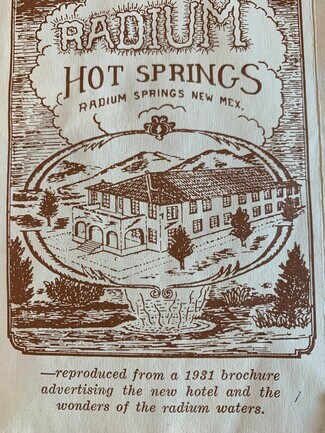 RADIUM
HOT SPRINGS
RADIUM SPRINGS NEW MEX.
—reproduced from a 1931 brochure
advertising the new hotel and the
wonders of the radium waters.